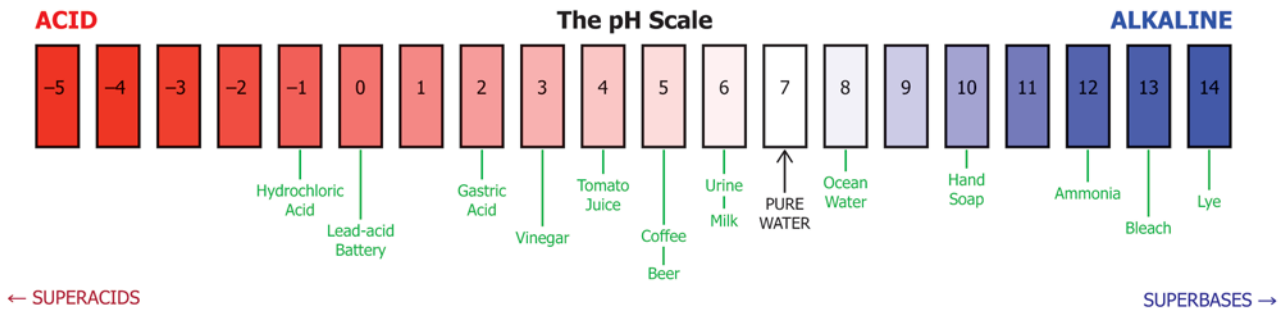 ACID
The pH Scale
ALKALINE
–5 –4 –3 –2 –1 0 1 2 3 4 5 6 7 8 9 10 11 12 13 14
Hydrochloric
Acid
Lead-acid
Battery
Gastric
Acid
Vinegar
Tomato
Juice
Coffee
Beer
Urine
Milk
PURE
WATER
Ocean
Water
Hand
Soap
Ammonia
Bleach
Lye
← SUPERACIDS
SUPERBASES →